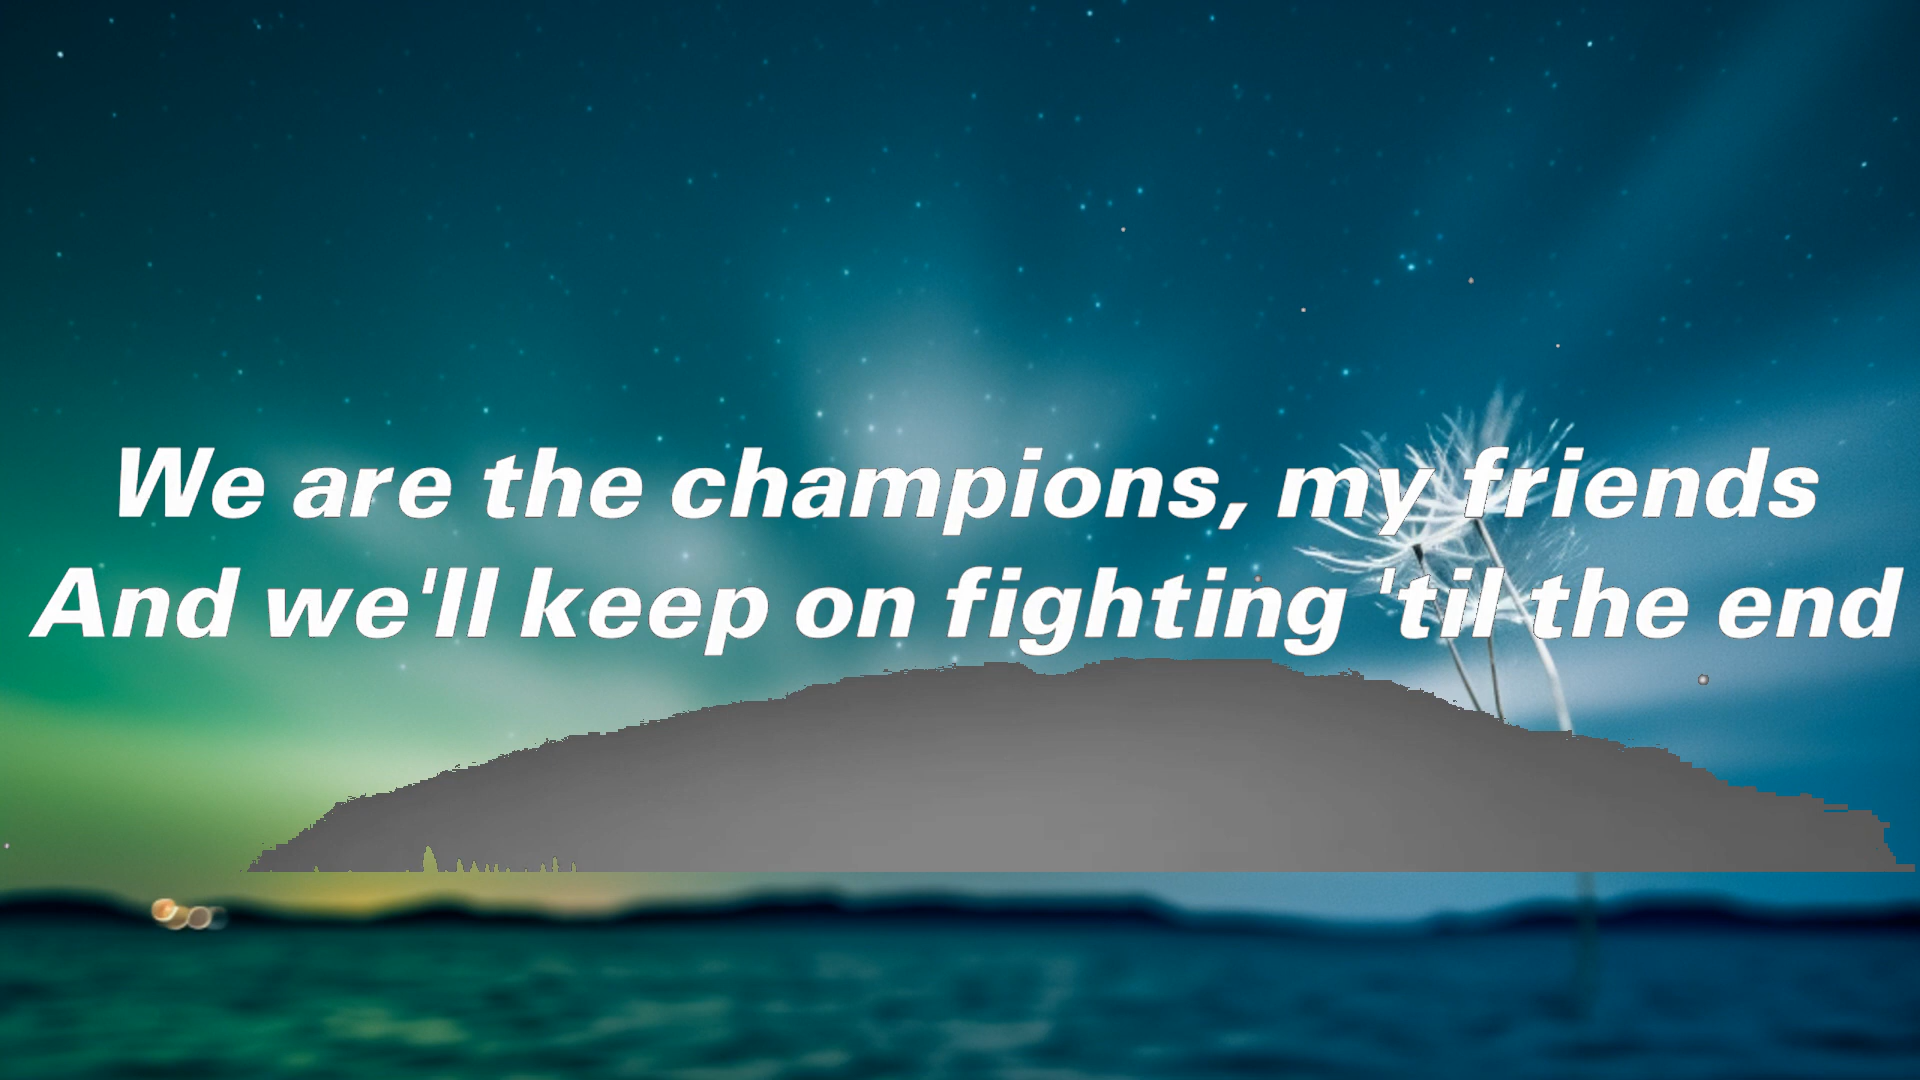 We are the champions, my friends
And we'll keep on fighting 'til the end